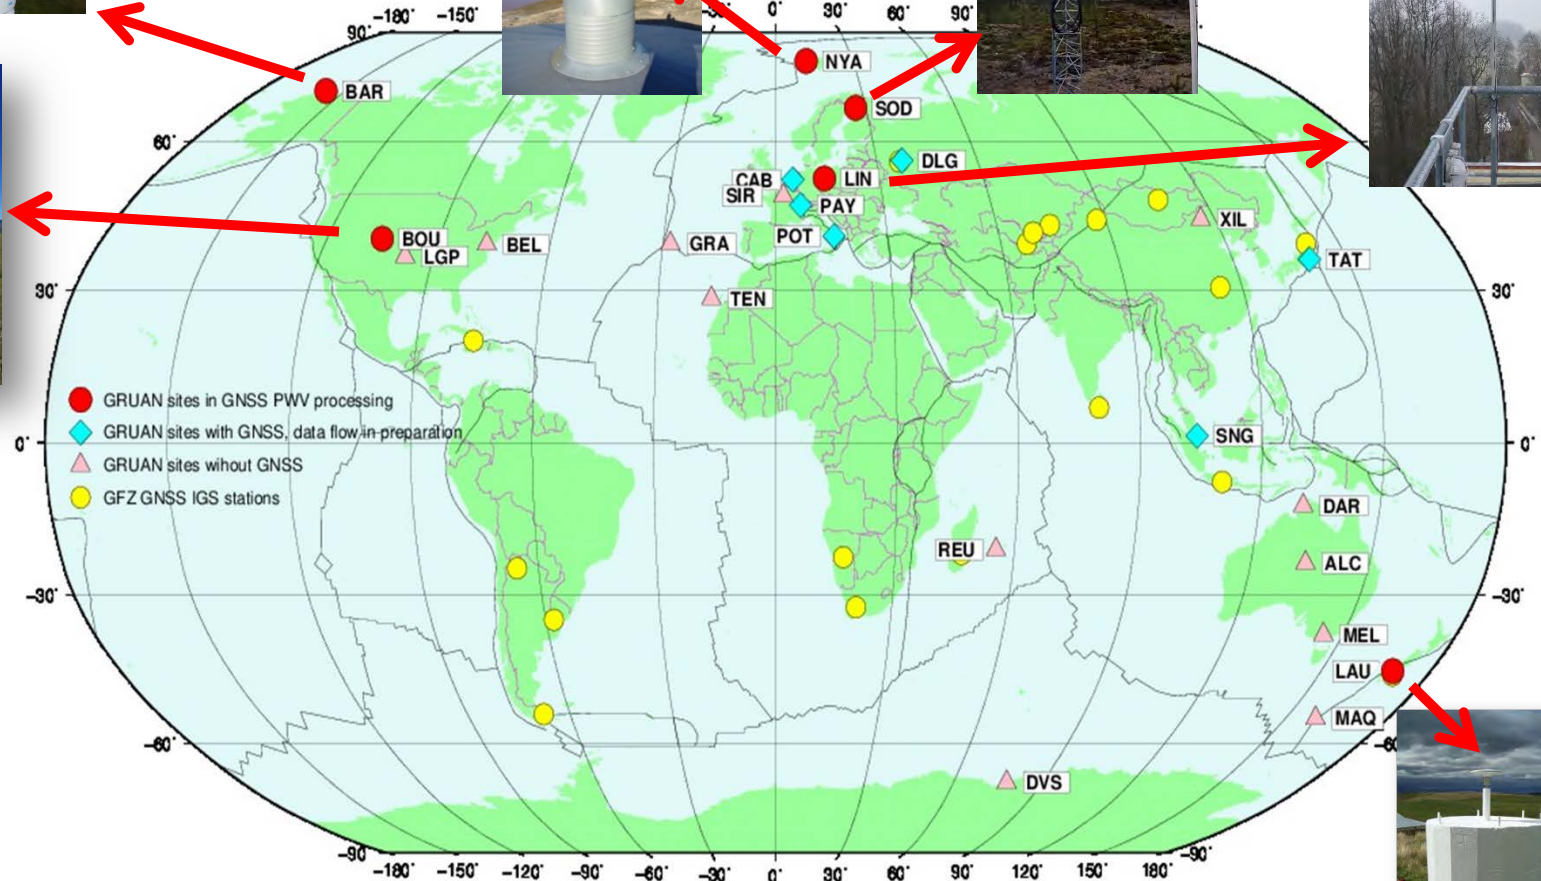 -180° -150° -30° 0° 30° 60° 90°
90°
NYA
BAR
SOD
60°
DLG
CAB
LIN
SIR
PAY
XIL
BOU
BEL
GRA
POT
LGP
TAT
30°
TEN
30°
GRUAN sites in GNSS PWV processing
GRUAN sites with GNSS, data flow in preparation
SNG
0°
0°
GRUAN sites wihout GNSS
GFZ GNSS IGS stations
DAR
REU
ALC
-30°
-30°
MEL
LAU
MAQ
-60°
-60°
DVS
-90°
-90°
-180° -150° -120° -90° -60° -30° 0° 30° 60° 90° 120° 150° 180°